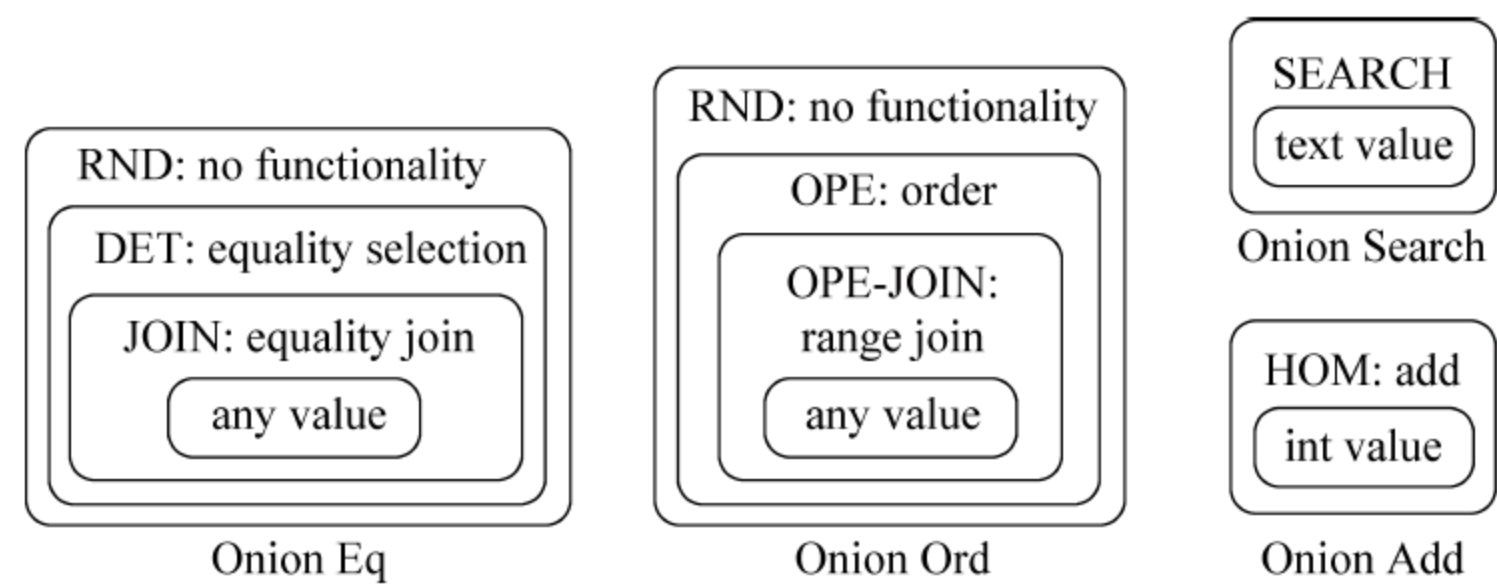 RND: no functionality
DET: equality selection
JOIN: equality join
any value
Onion Eq
RND: no functionality
OPE: order
OPE-JOIN:
range join
any value
Onion Ord
SEARCH
text value
Onion Search
HOM: add
int value
Onion Add